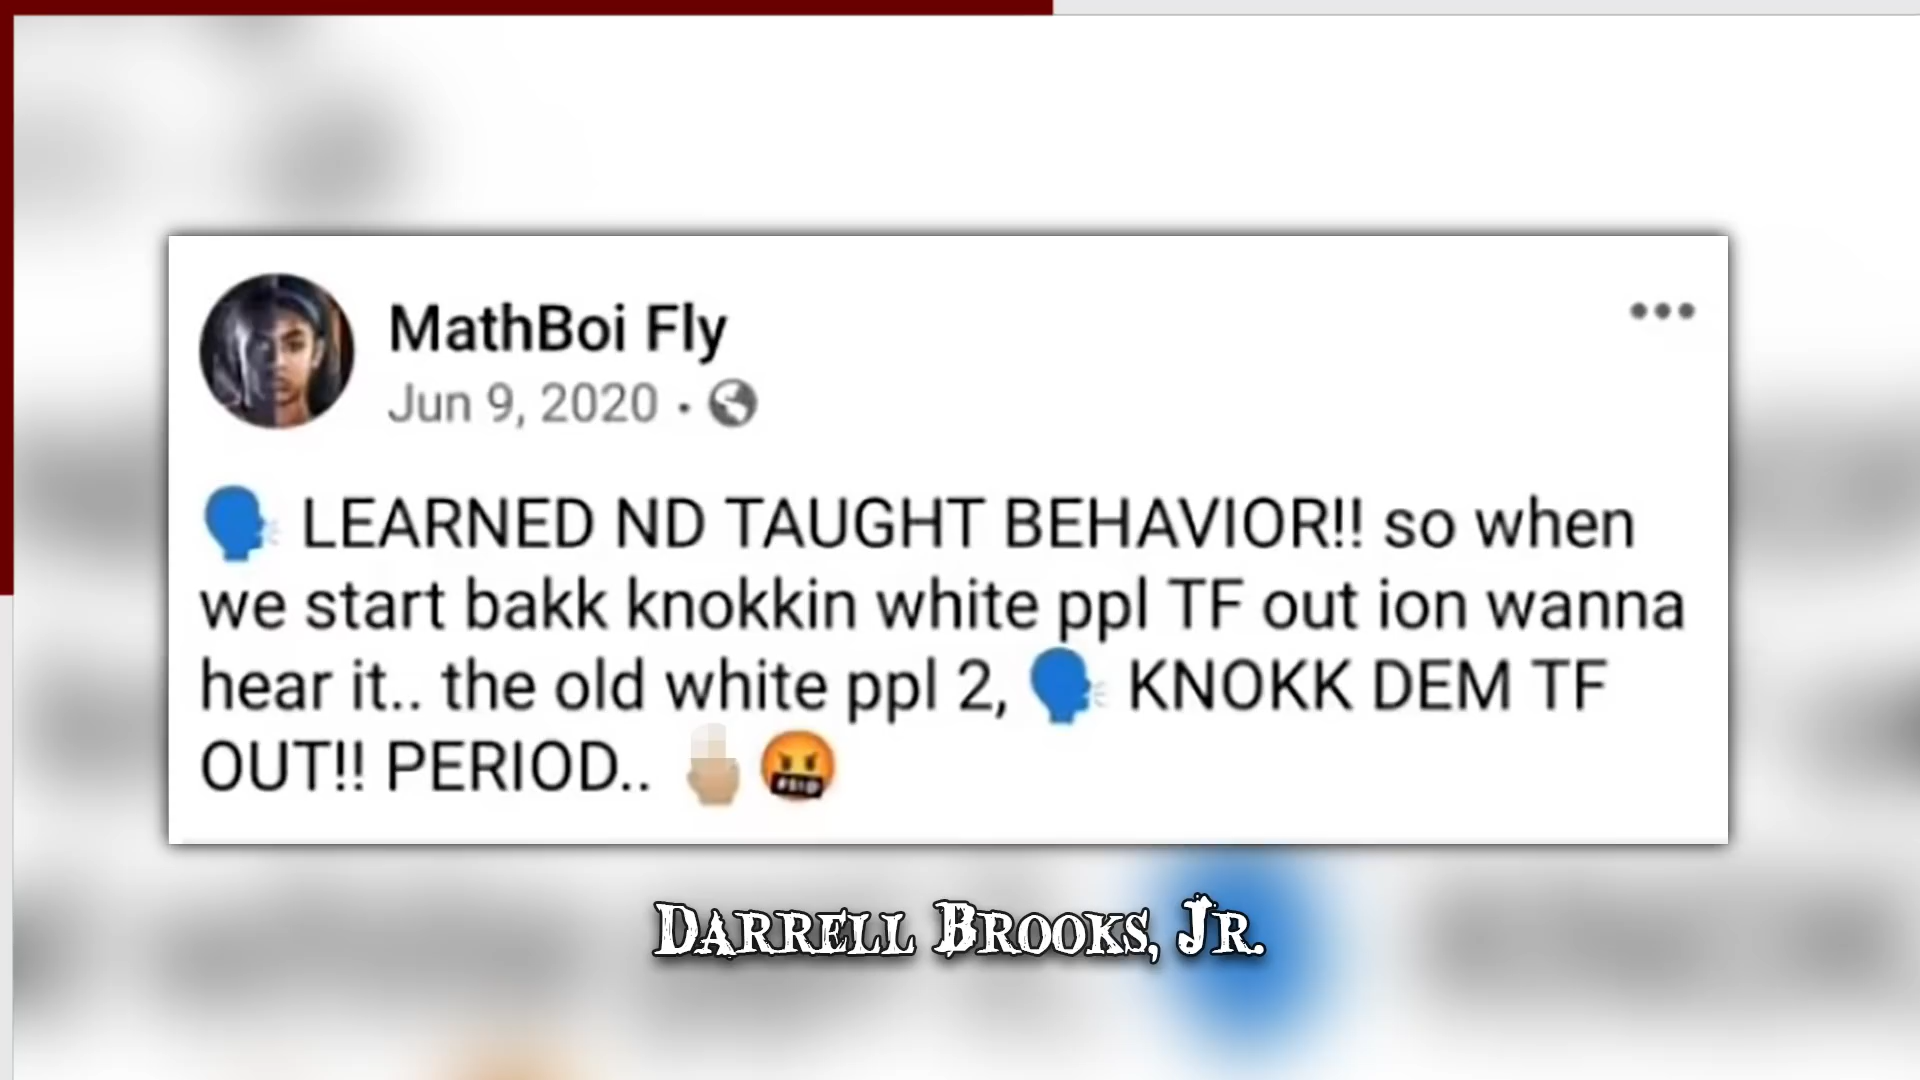 MathBoi Fly
Jun 9, 2020 ·
🗣 LEARNED ND TAUGHT BEHAVIOR!! so when
we start bakk knokkin white ppl TF out ion wanna
hear it.. the old white ppl 2, 🗣 KNOKK DEM TF
OUT!! PERIOD.. 🖕🏼🤬
Darrell Brooks, Jr.